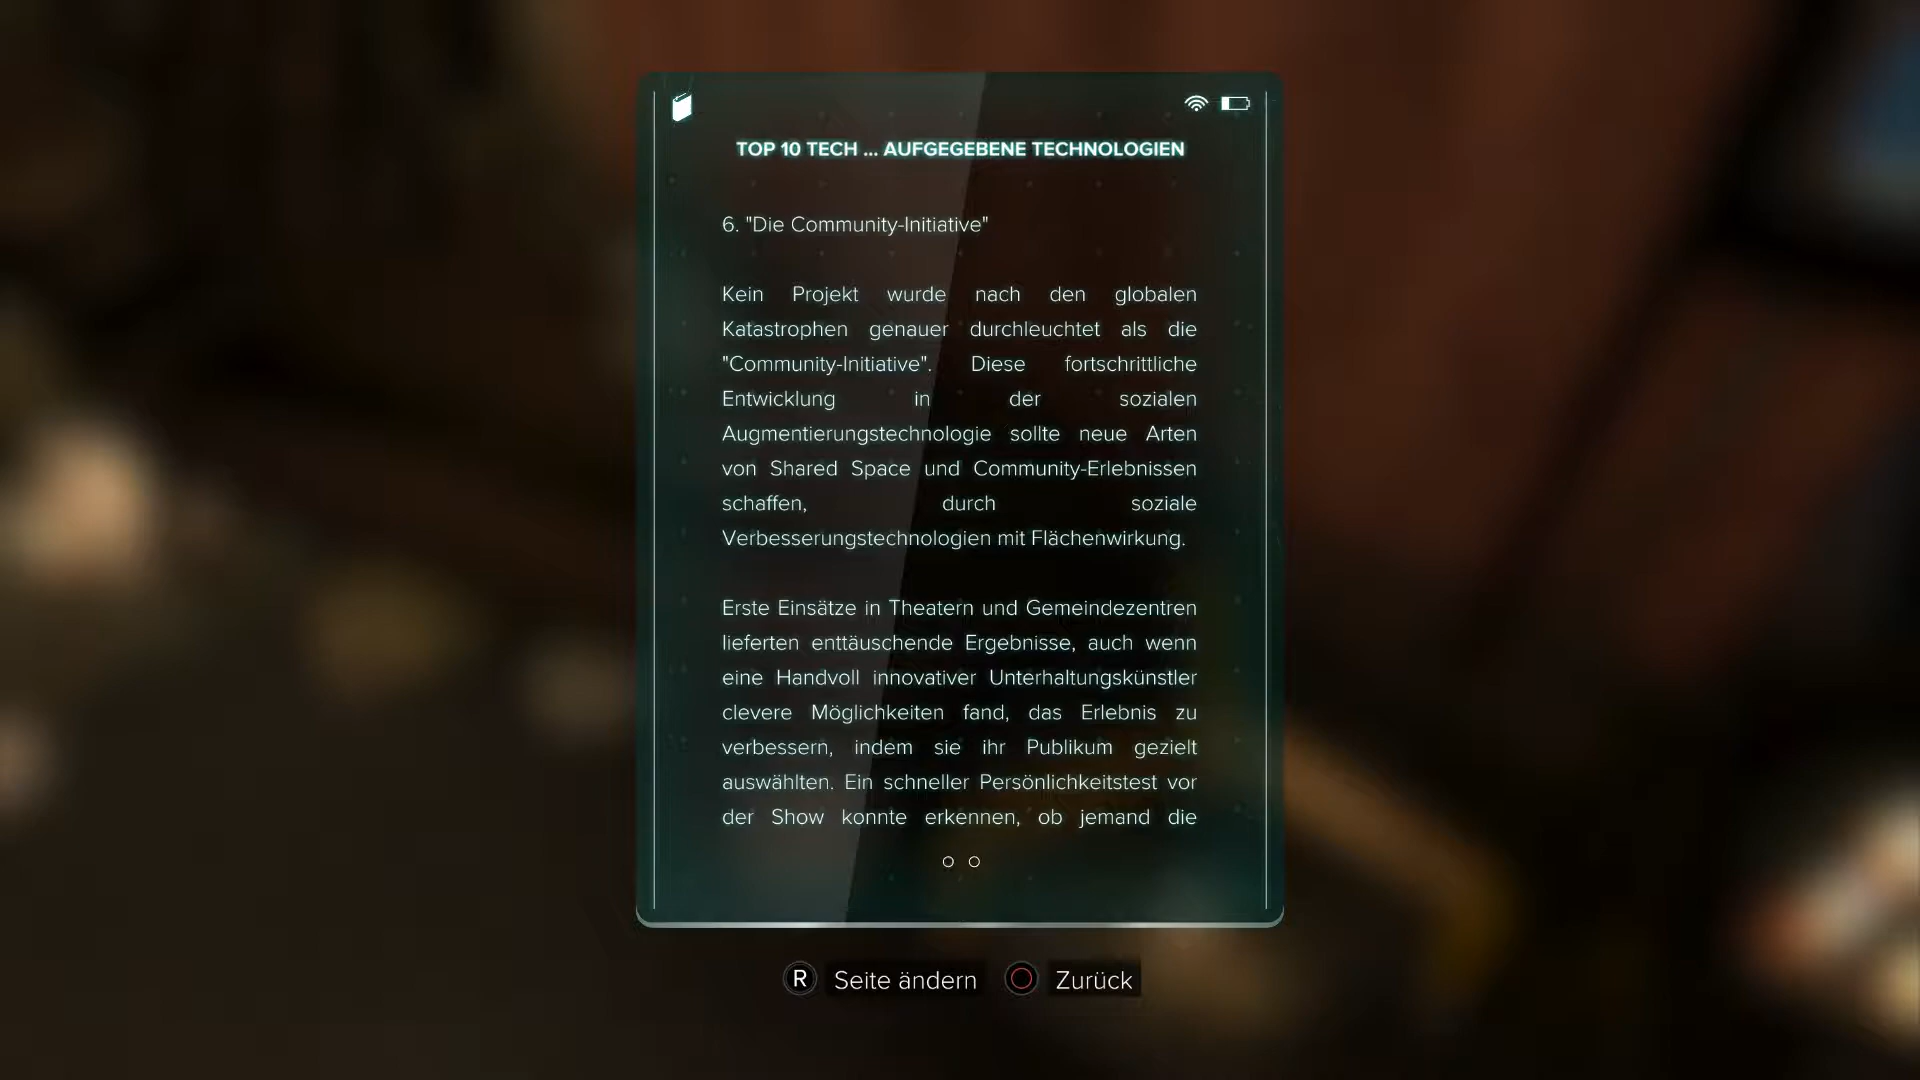 TOP 10 TECH ... AUFGEGEBENE TECHNOLOGIEN
6. "Die Community-Initiative"
Kein Projekt wurde nach den globalen
Katastrophen genauer durchleuchtet als die
"Community-Initiative". Diese fortschrittliche
Entwicklung in der sozialen
Augmentierungstechnologie sollte neue Arten
von Shared Space und Community-Erlebnissen
schaffen, durch soziale
Verbesserungstechnologien mit Flächenwirkung.
Erste Einsätze in Theatern und Gemeindezentren
lieferten enttäuschende Ergebnisse, auch wenn
eine Handvoll innovativer Unterhaltungskünstler
clevere Möglichkeiten fand, das Erlebnis zu
verbessern, indem sie ihr Publikum gezielt
auswählten. Ein schneller Persönlichkeitstest vor
der Show konnte erkennen, ob jemand die
R Seite ändern Zurück